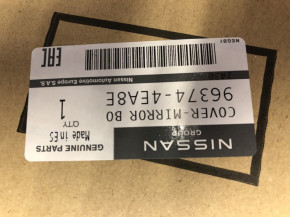 NISSAN
GROUP
GENUINE PARTS
COVER-MIRROR BO
96374-4EA8E
Made in ES
QTY
1
Nissan Automotive Europe S.A.S.
EAC